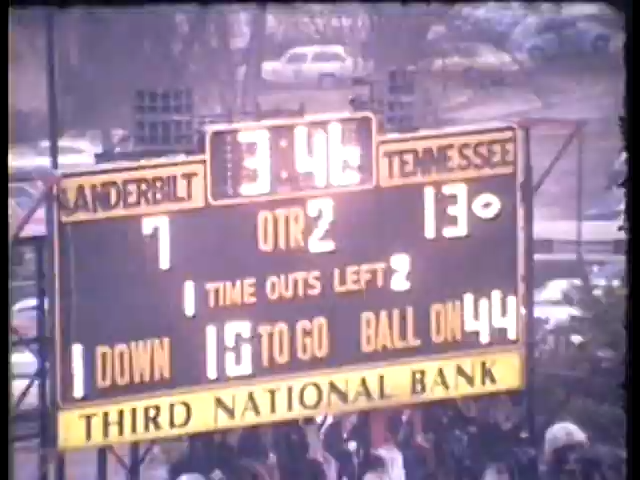 3:46
VANDERBILT TENNESSEE
7 QTR 2 13
1 TIME OUTS LEFT 2
1 DOWN 10 TO GO BALL ON 44
THIRD NATIONAL BANK